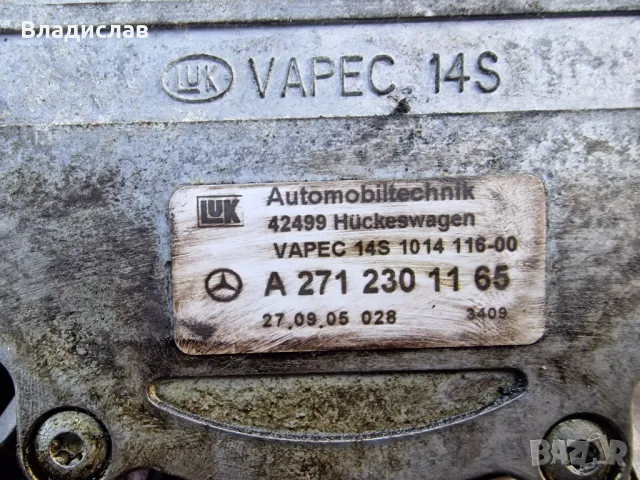 Владислав
LUK VAPEC 14S
LUK Automobiltechnik
42499 Hückeswagen
VAPEC 14S 1014 116-00
A 271 230 11 65
27.09.05 028 3409
BAZAR